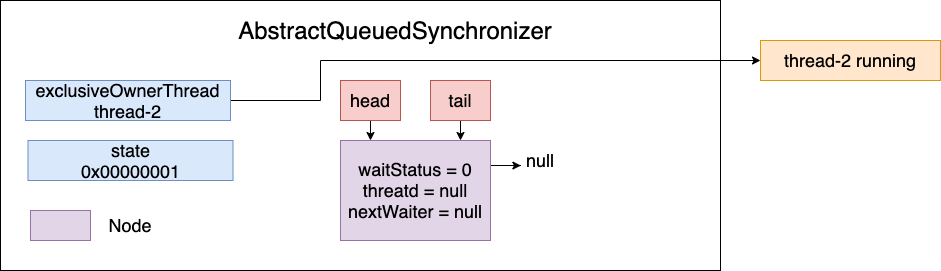 AbstractQueuedSynchronizer
thread-2 running
exclusiveOwnerThread
thread-2
head
tail
state
0x00000001
waitStatus = 0
threatd = null
nextWaiter = null
null
Node